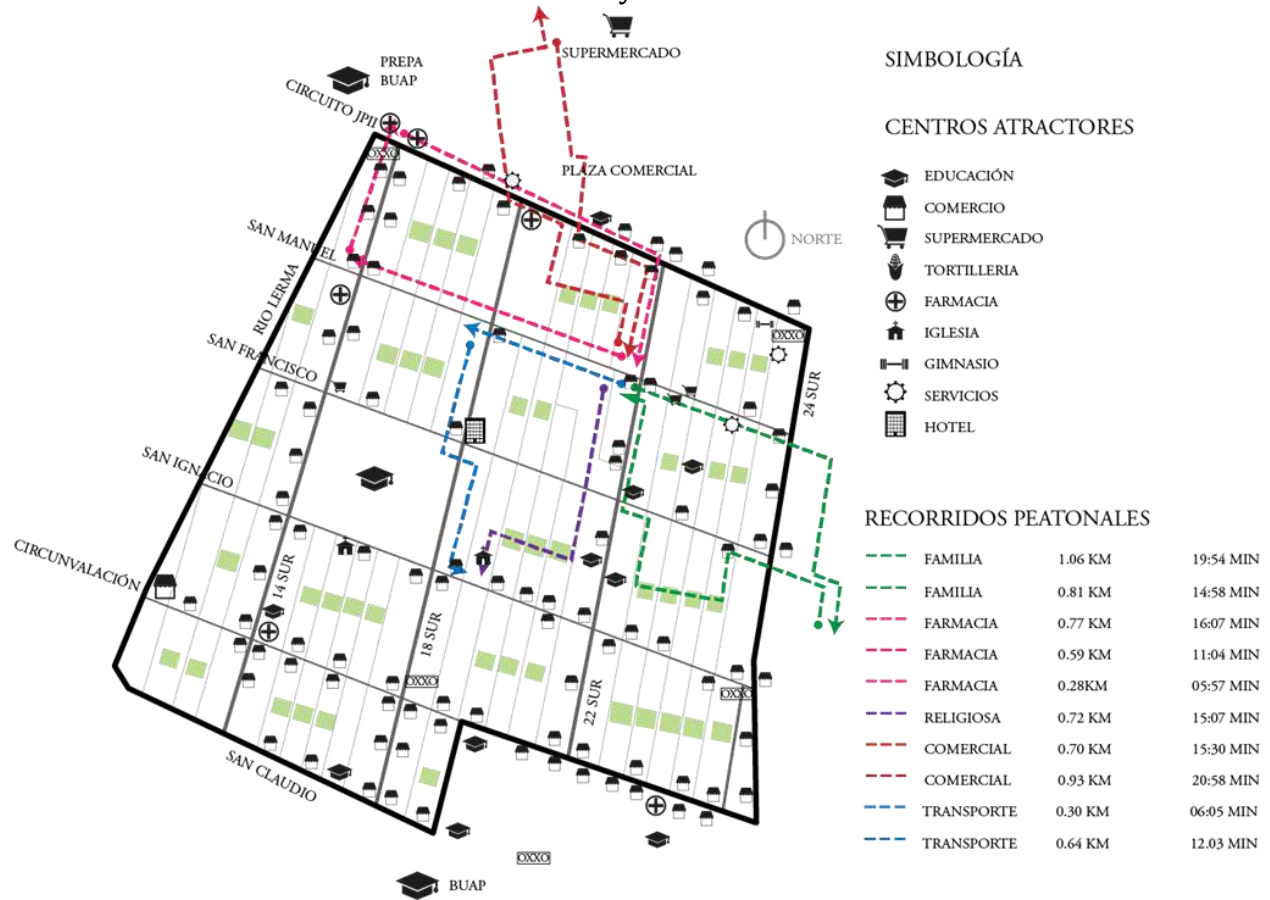 SUPERMERCADO
PREPA
BUAP
CIRCUITO JPII
OXXO
PLAZA COMERCIAL
NORTE
SAN MANUEL
RIO LERMA
SAN FRANCISCO
OXXO
24 SUR
SAN IGNACIO
CIRCUNVALACIÓN
14 SUR
18 SUR
22 SUR
OXXO
OXXO
SAN CLAUDIO
OXXO
BUAP
SIMBOLOGÍA
CENTROS ATRACTORES
EDUCACIÓN
COMERCIO
SUPERMERCADO
TORTILLERIA
FARMACIA
IGLESIA
GIMNASIO
SERVICIOS
HOTEL
RECORRIDOS PEATONALES
FAMILIA 1.06 KM 19:54 MIN
FAMILIA 0.81 KM 14:58 MIN
FARMACIA 0.77 KM 16:07 MIN
FARMACIA 0.59 KM 11:04 MIN
FARMACIA 0.28KM 05:57 MIN
RELIGIOSA 0.72 KM 15:07 MIN
COMERCIAL 0.70 KM 15:30 MIN
COMERCIAL 0.93 KM 20:58 MIN
TRANSPORTE 0.30 KM 06:05 MIN
TRANSPORTE 0.64 KM 12.03 MIN